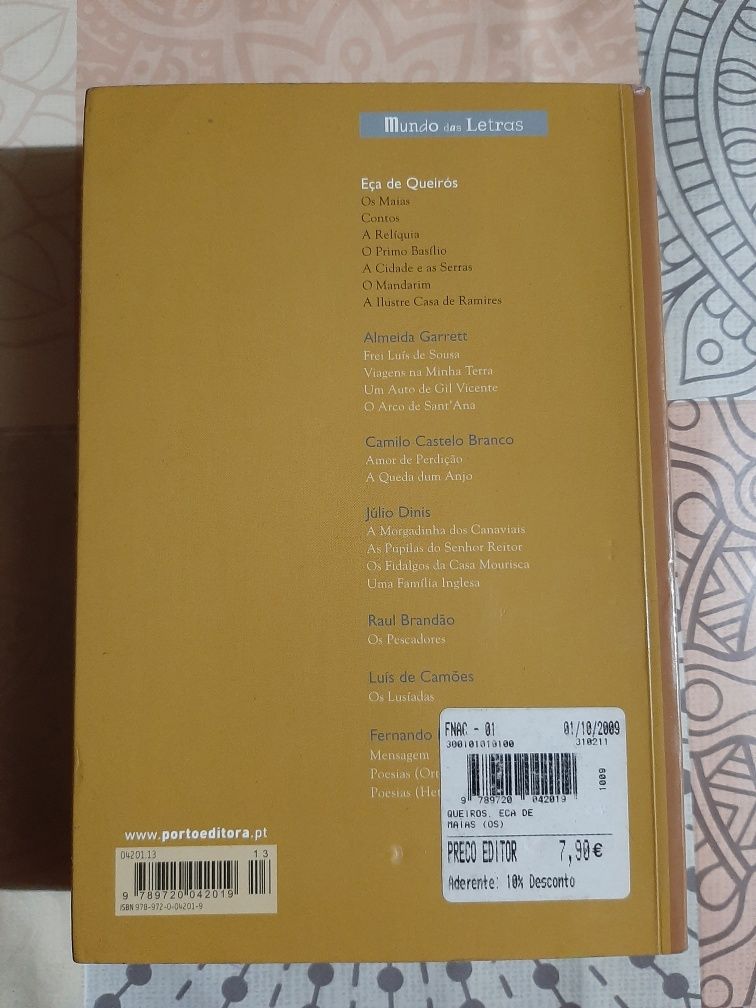 Mundo das Letras
Eça de Queirós
Os Maias
Contos
A Relíquia
O Primo Basílio
A Cidade e as Serras
O Mandarim
A Ilustre Casa de Ramires
Almeida Garrett
Frei Luís de Sousa
Viagens na Minha Terra
Um Auto de Gil Vicente
O Arco de Sant'Ana
Camilo Castelo Branco
Amor de Perdição
A Queda dum Anjo
Júlio Dinis
A Morgadinha dos Canaviais
As Pupilas do Senhor Reitor
Os Fidalgos da Casa Mourisca
Uma Família Inglesa
Raul Brandão
Os Pescadores
Luís de Camões
Os Lusíadas
Fernando
Mensagem
Poesias (Ort
Poesias (Het
FNAC - 01 01/10/2009
300101010100 310211
1009
9 789720 042019
QUEIROS, ECA DE
MAIAS (OS)
PRECO EDITOR 7,90€
Aderente: 10% Desconto
www.portoeditora.pt
04201.13 13
9 789720 042019
ISBN 978-972-0-04201-9